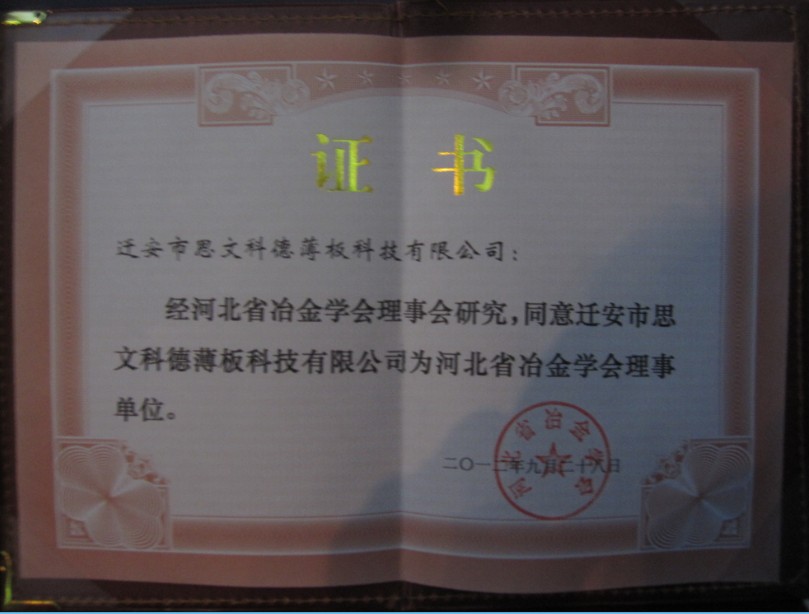 证书
迁安市思文科德薄板科技有限公司：
经河北省冶金学会理事会研究，同意迁安市思
文科德薄板科技有限公司为河北省冶金学会理事
单位。
二〇一二年九月二十八日